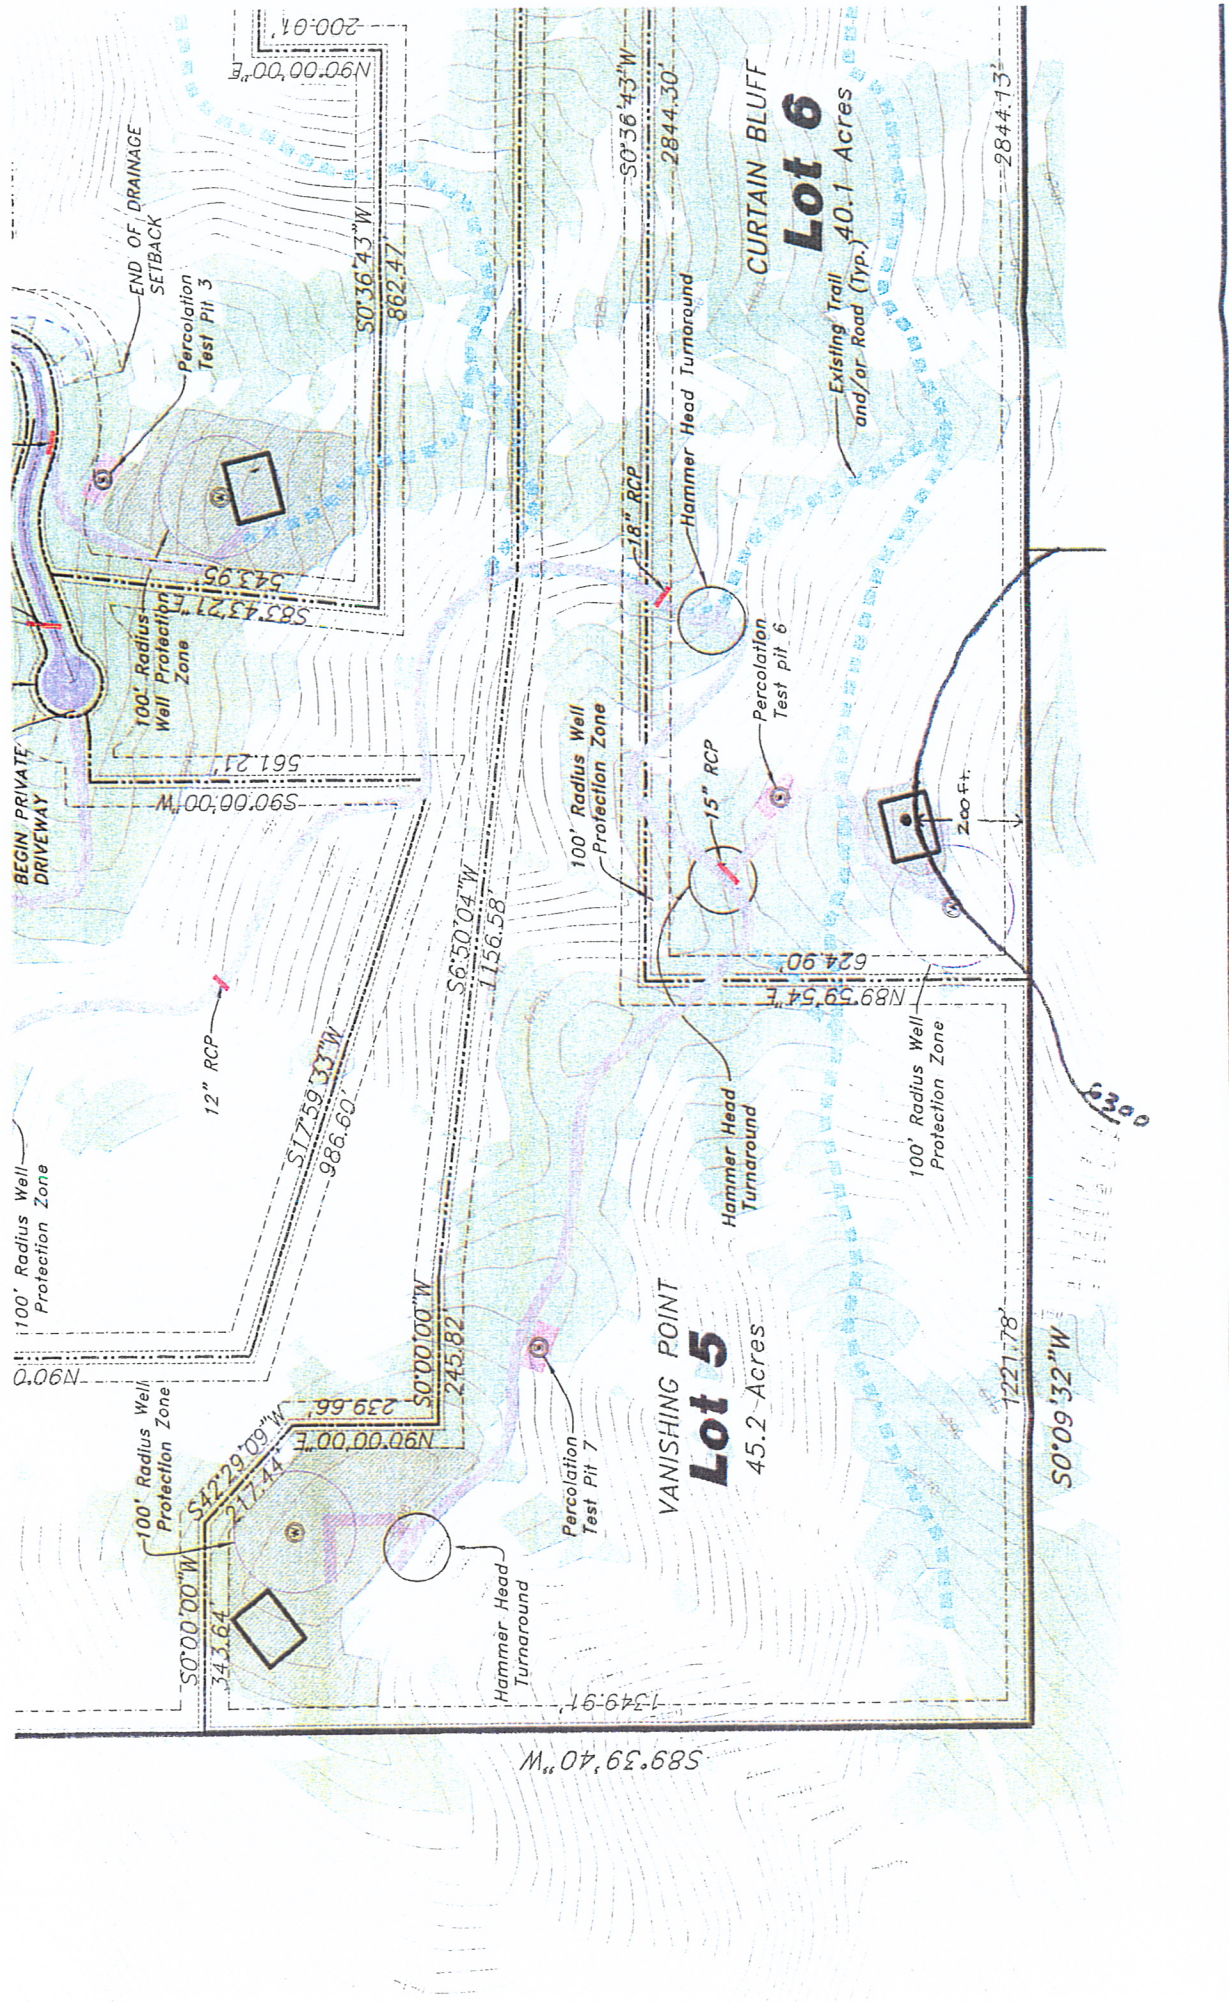 200.01'
N90°00'00"E
END OF DRAINAGE
SETBACK
Percolation
Test Pit 3
S0°36'43"W
862.47'
543.95'
S83°43'21"E
100' Radius
Well Protection
Zone
BEGIN PRIVATE
DRIVEWAY
561.21'
S90°00'00"W
12" RCP
S17°59'33"W
986.60'
S6°50'04"W
1156.58'
100' Radius Well
Protection Zone
N90°0
100' Radius Well
Protection Zone
S42°29'09"W
217.44'
239.66'
N90°00'00"E
S0°00'00"W
245.82
S0°00'00"W
343.64'
W
Hammer Head
Turnaround
Percolation
Test Pit 7
VANISHING POINT
Lot 5
45.2 Acres
1349.91'
S89°39'40"W
S0°36'43"W
2844.30'
CURTAIN BLUFF
Lot 6
40.1 Acres
2844.13'
Existing Trail
and/or Road (Typ.)
Hammer Head Turnaround
18" RCP
Percolation
Test pit 6
15" RCP
100' Radius Well
Protection Zone
200 Ft.
624.90'
N89°59'54"E
100' Radius Well
Protection Zone
Hammer Head
Turnaround
6300
1221.78'
S0°09'32"W